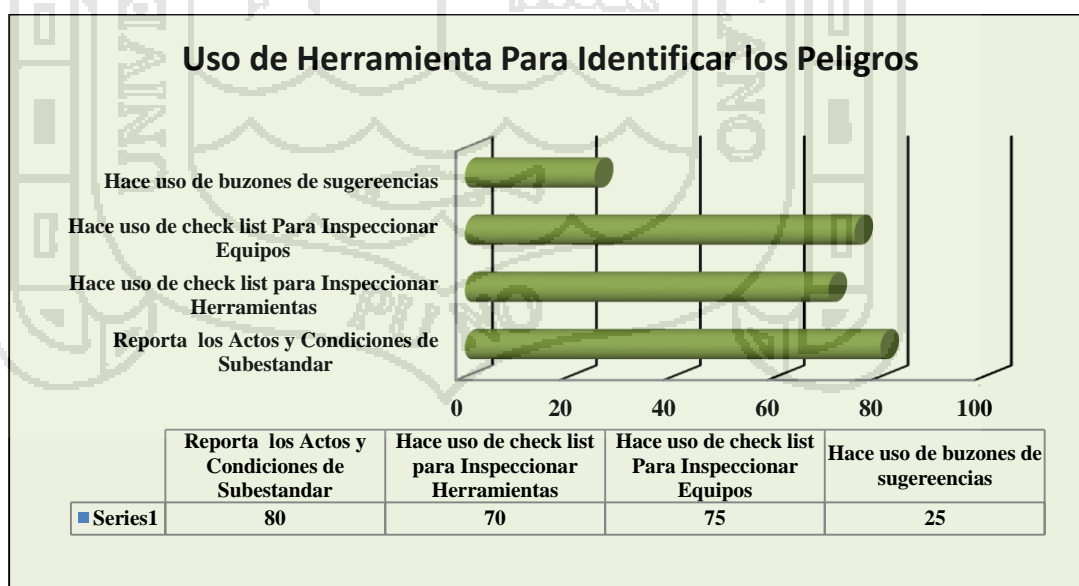 Uso de Herramienta Para Identificar los Peligros
Hace uso de buzones de sugereencias
Hace uso de check list Para Inspeccionar
Equipos
Hace uso de check list para Inspeccionar
Herramientas
Reporta los Actos y Condiciones de
Subestandar
0 20 40 60 80 100
Reporta los Actos y
Condiciones de
Subestandar
Hace uso de check list
para Inspeccionar
Herramientas
Hace uso de check list
Para Inspeccionar
Equipos
Hace uso de buzones de
sugereencias
Series1 80 70 75 25
PUNO